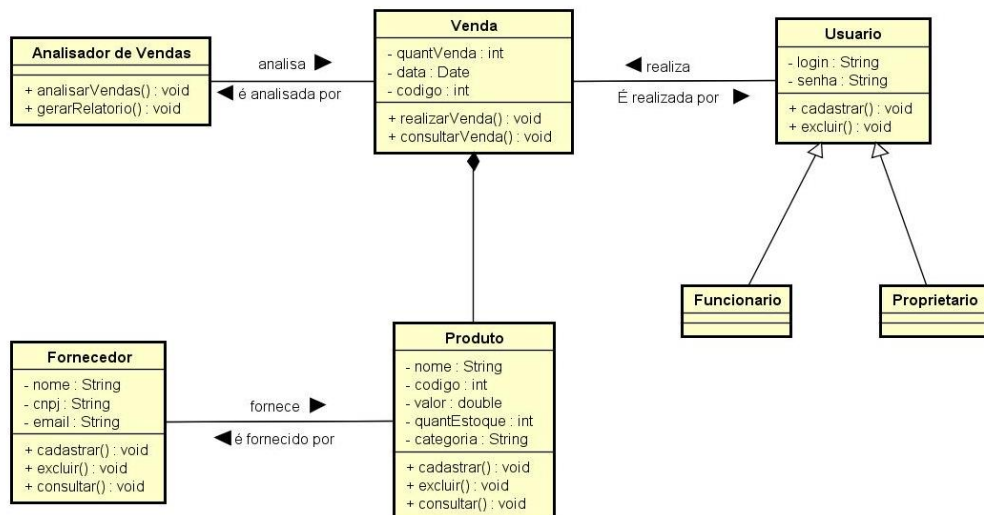 Analisador de Vendas
+ analisarVendas() : void
+ gerarRelatorio() : void
analisa
é analisada por
Venda
- quantVenda : int
- data : Date
- codigo : int
+ realizarVenda() : void
+ consultarVenda() : void
realiza
É realizada por
Usuario
- login : String
- senha : String
+ cadastrar() : void
+ excluir() : void
Funcionario
Proprietario
Fornecedor
- nome : String
- cnpj : String
- email : String
+ cadastrar() : void
+ excluir() : void
+ consultar() : void
fornece
é fornecido por
Produto
- nome : String
- codigo : int
- valor : double
- quantEstoque : int
- categoria : String
+ cadastrar() : void
+ excluir() : void
+ consultar() : void